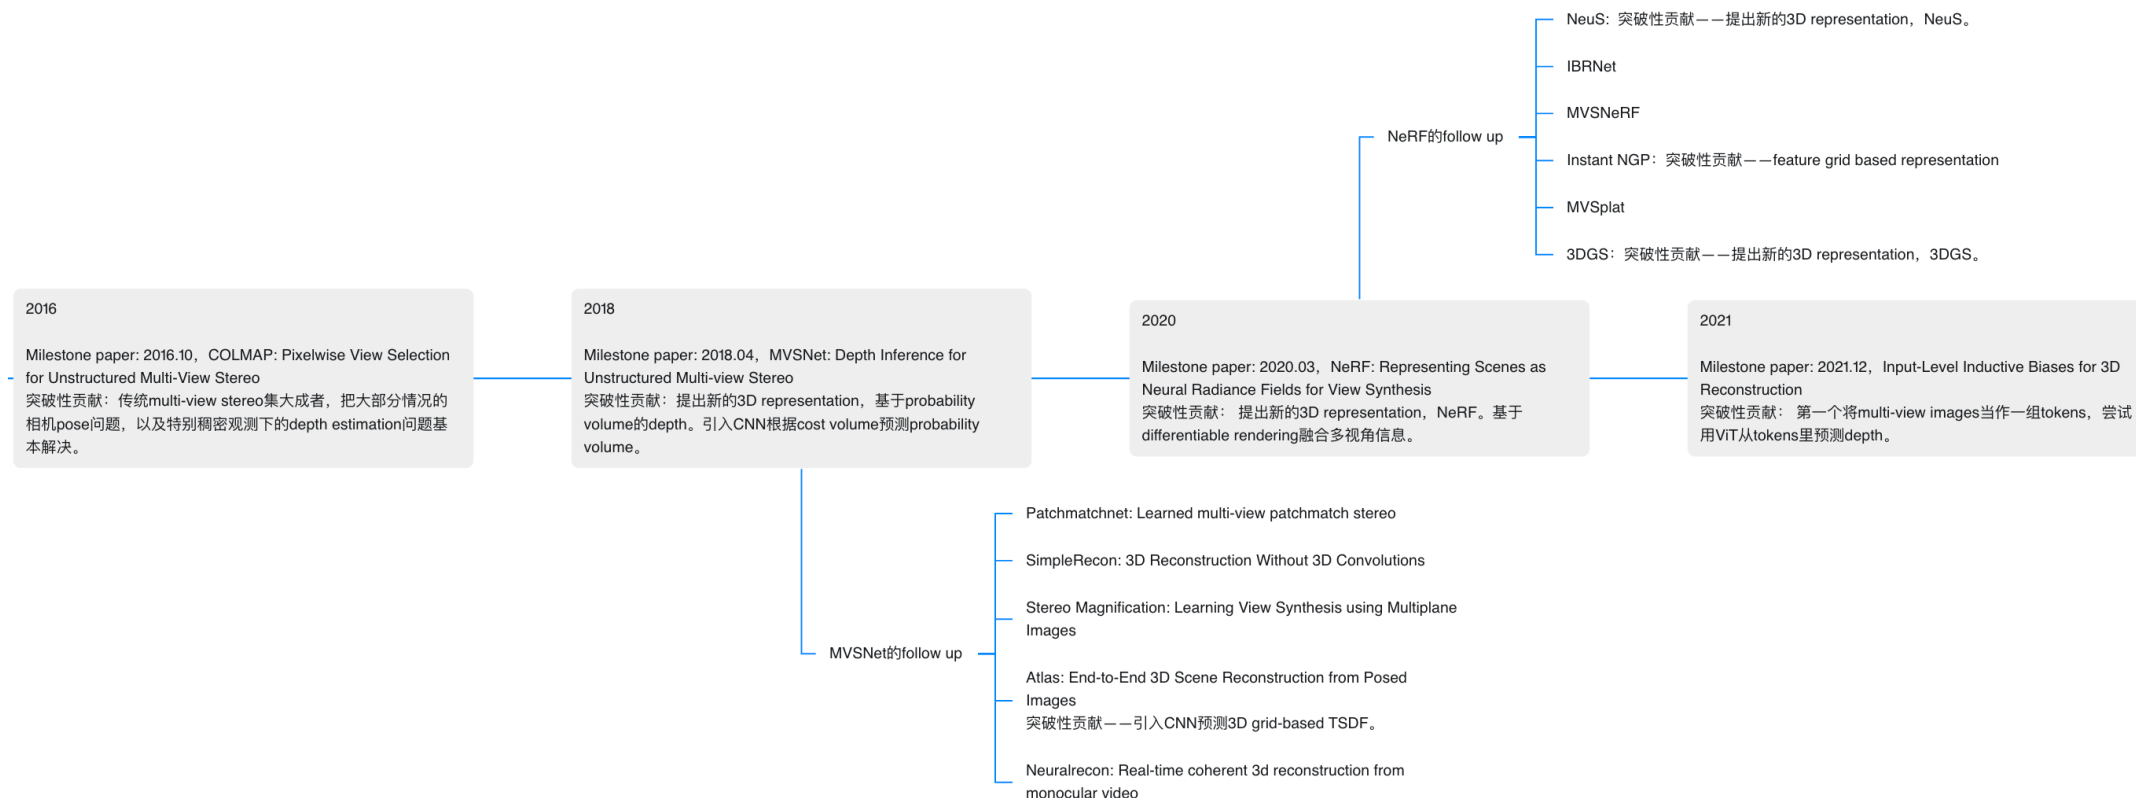 NeuS：突破性贡献——提出新的3D representation，NeuS。
IBRNet
MVSNeRF
NeRF的follow up
Instant NGP：突破性贡献——feature grid based representation
MVSplat
3DGS：突破性贡献——提出新的3D representation，3DGS。
2016
Milestone paper: 2016.10，COLMAP: Pixelwise View Selection
for Unstructured Multi-View Stereo
突破性贡献：传统multi-view stereo集大成者，把大部分情况的
相机pose问题，以及特别稠密观测下的depth estimation问题基
本解决。
2018
Milestone paper: 2018.04，MVSNet: Depth Inference for
Unstructured Multi-view Stereo
突破性贡献：提出新的3D representation，基于probability
volume的depth。引入CNN根据cost volume预测probability
volume。
2020
Milestone paper: 2020.03，NeRF: Representing Scenes as
Neural Radiance Fields for View Synthesis
突破性贡献： 提出新的3D representation，NeRF。基于
differentiable rendering融合多视角信息。
2021
Milestone paper: 2021.12，Input-Level Inductive Biases for 3D
Reconstruction
突破性贡献： 第一个将multi-view images当作一组tokens，尝试
用ViT从tokens里预测depth。
Patchmatchnet: Learned multi-view patchmatch stereo
SimpleRecon: 3D Reconstruction Without 3D Convolutions
Stereo Magnification: Learning View Synthesis using Multiplane
Images
MVSNet的follow up
Atlas: End-to-End 3D Scene Reconstruction from Posed
Images
突破性贡献——引入CNN预测3D grid-based TSDF。
Neuralrecon: Real-time coherent 3d reconstruction from
monocular video